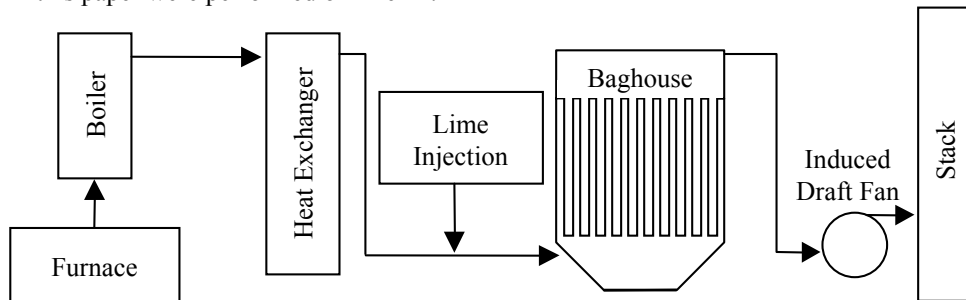 Boiler
Heat Exchanger
Lime
Injection
Baghouse
Induced
Draft Fan
Stack
Furnace